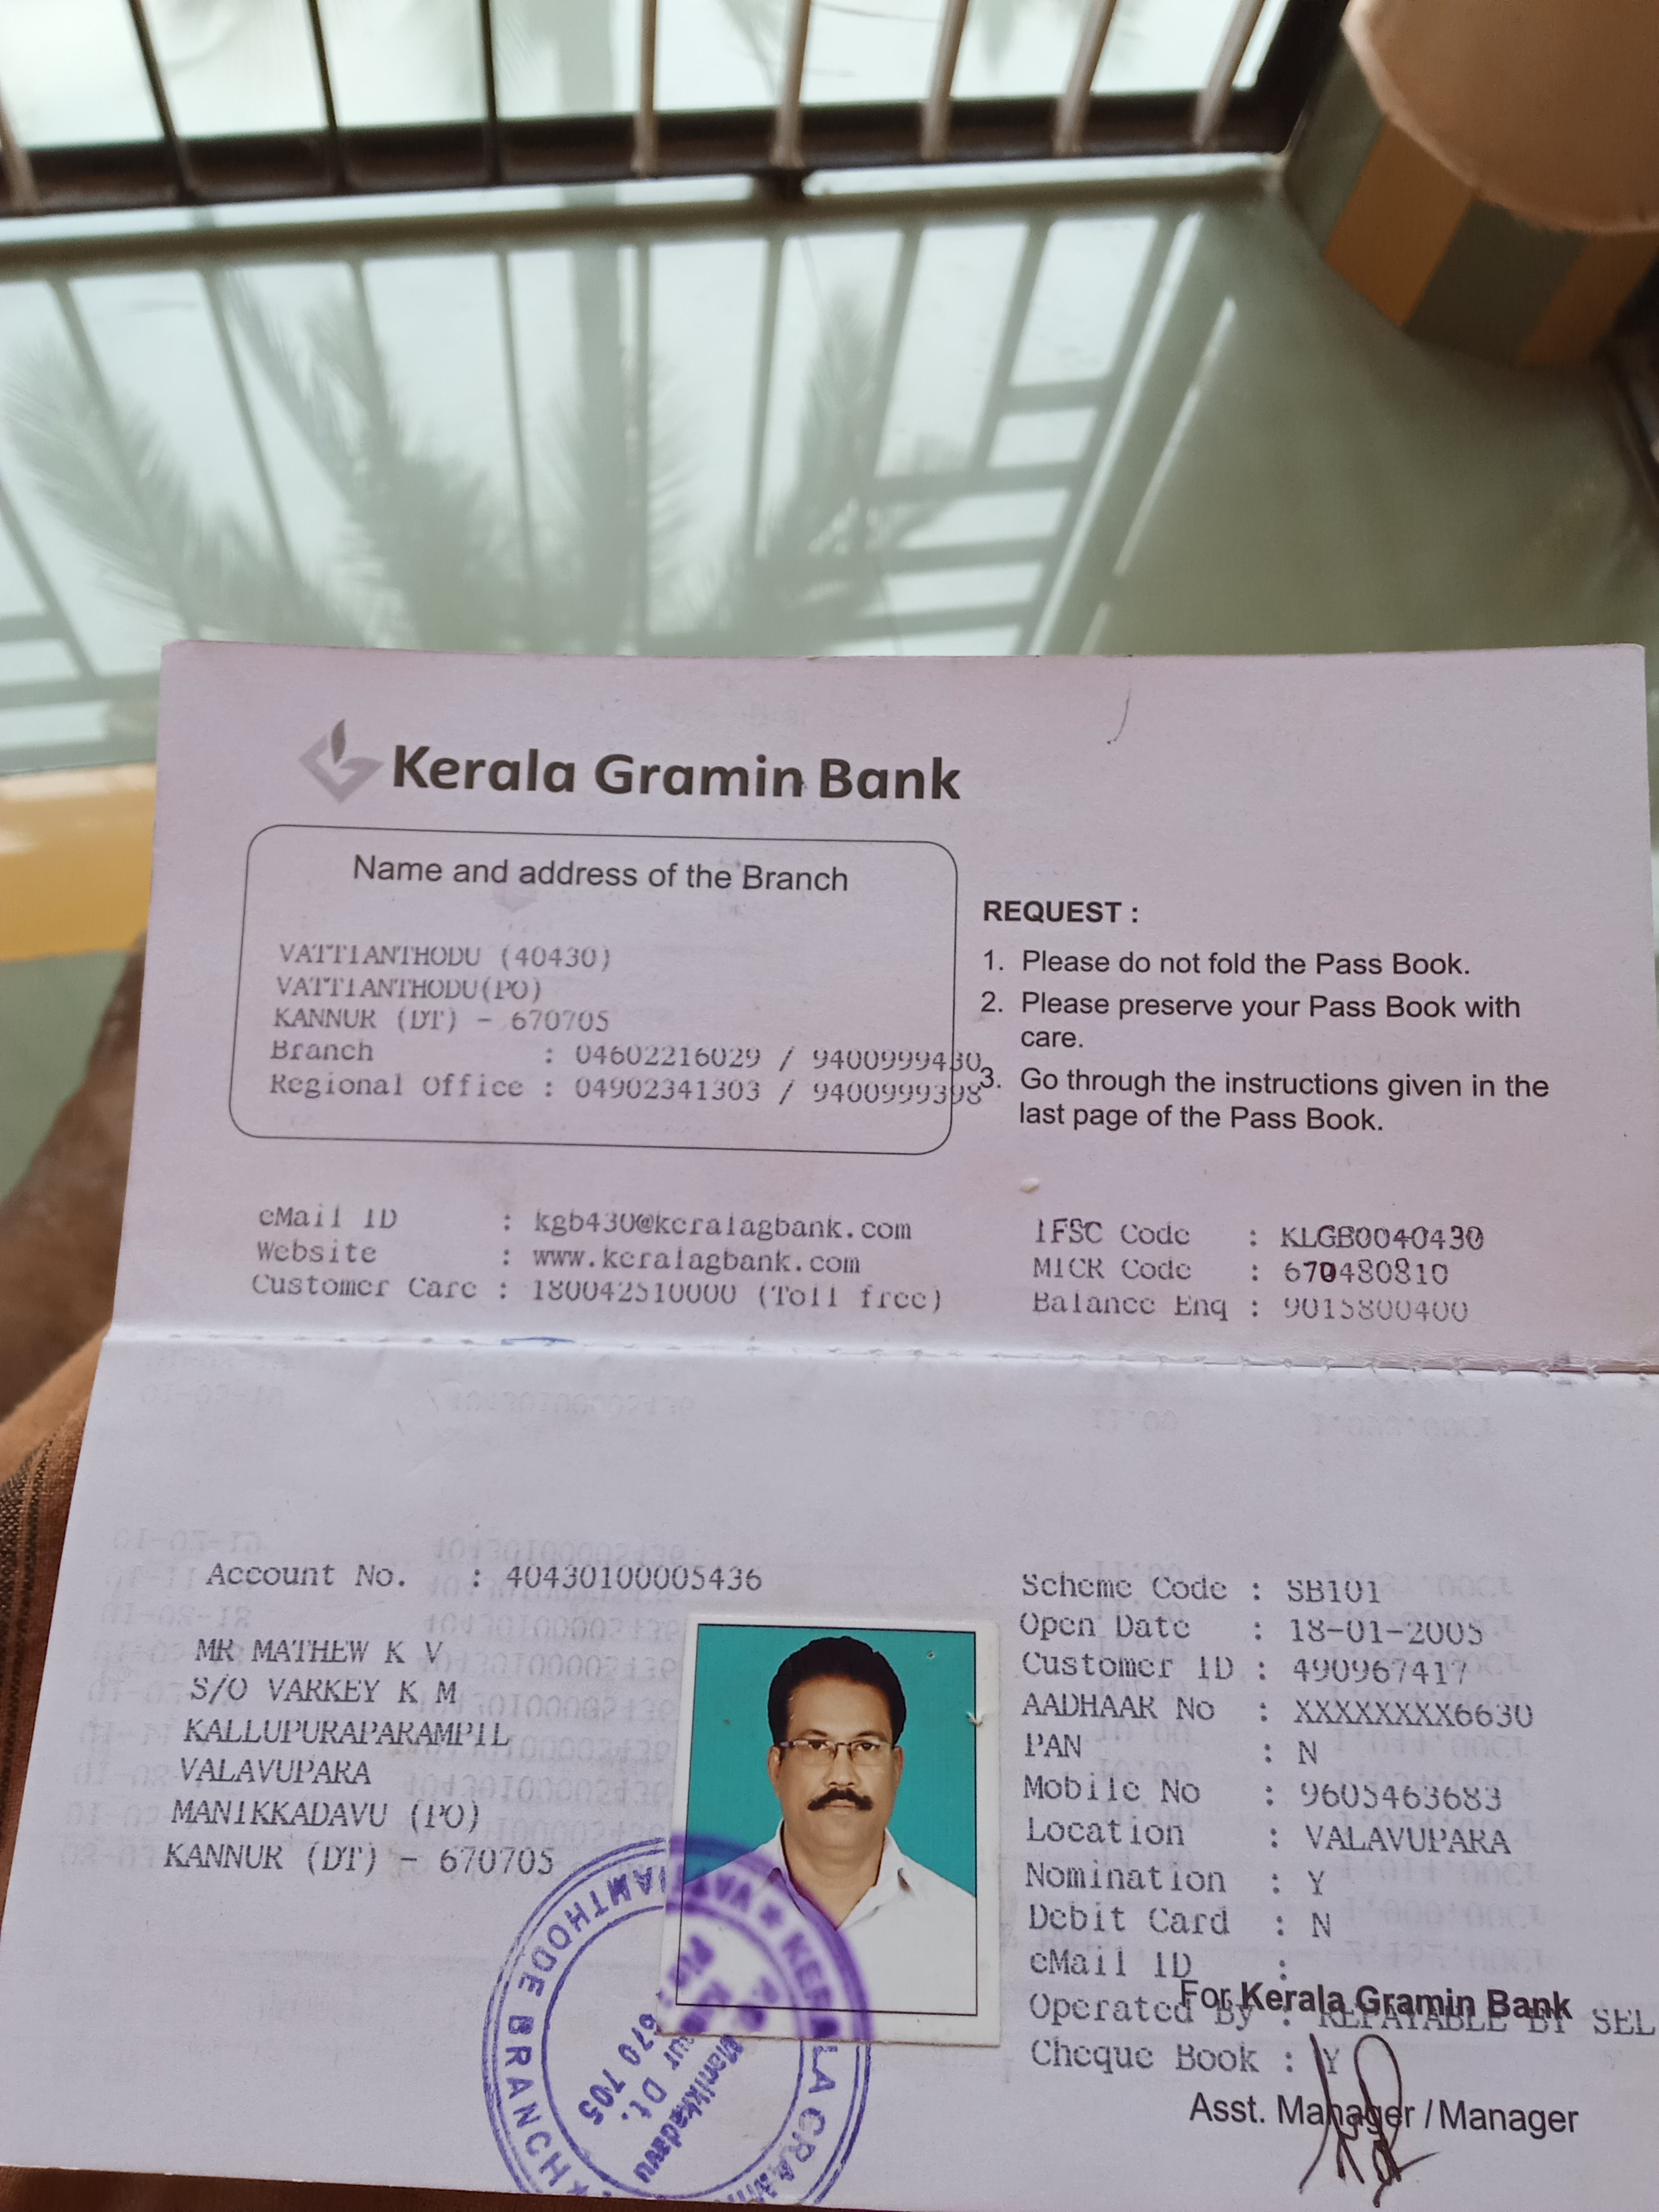 Kerala Gramin Bank
Name and address of the Branch
VATTIANTHODU (40430)
VATTIANTHODU(PO)
KANNUR (DT) - 670705
Branch : 04602216029 / 9400999430
Regional Office : 04902341303 / 9400999398
REQUEST :
1. Please do not fold the Pass Book.
2. Please preserve your Pass Book with
care.
3. Go through the instructions given in the
last page of the Pass Book.
eMail ID : kgb430@keralagbank.com
Website : www.keralagbank.com
Customer Care : 180042510000 (Toll free)
IFSC Code : KLGB0040430
MICR Code : 670480810
Balance Enq : 9015800400
Account No. : 40430100005436
MR MATHEW K V
S/O VARKEY K M
KALLUPURAPARAMPIL
VALAVUPARA
MANIKKADAVU (PO)
KANNUR (DT) - 670705
Scheme Code : SB101
Open Date : 18-01-2005
Customer ID : 490967417
AADHAAR No : XXXXXXXX6630
PAN : N
Mobile No : 9605463683
Location : VALAVUPARA
Nomination : Y
Debit Card : N
eMail ID :
For Kerala Gramin Bank
Operated By : REPAYABLE BY SEL
Cheque Book : Y
Asst. Manager / Manager
BRANCH
Manikkadavu
Dt.
670 705